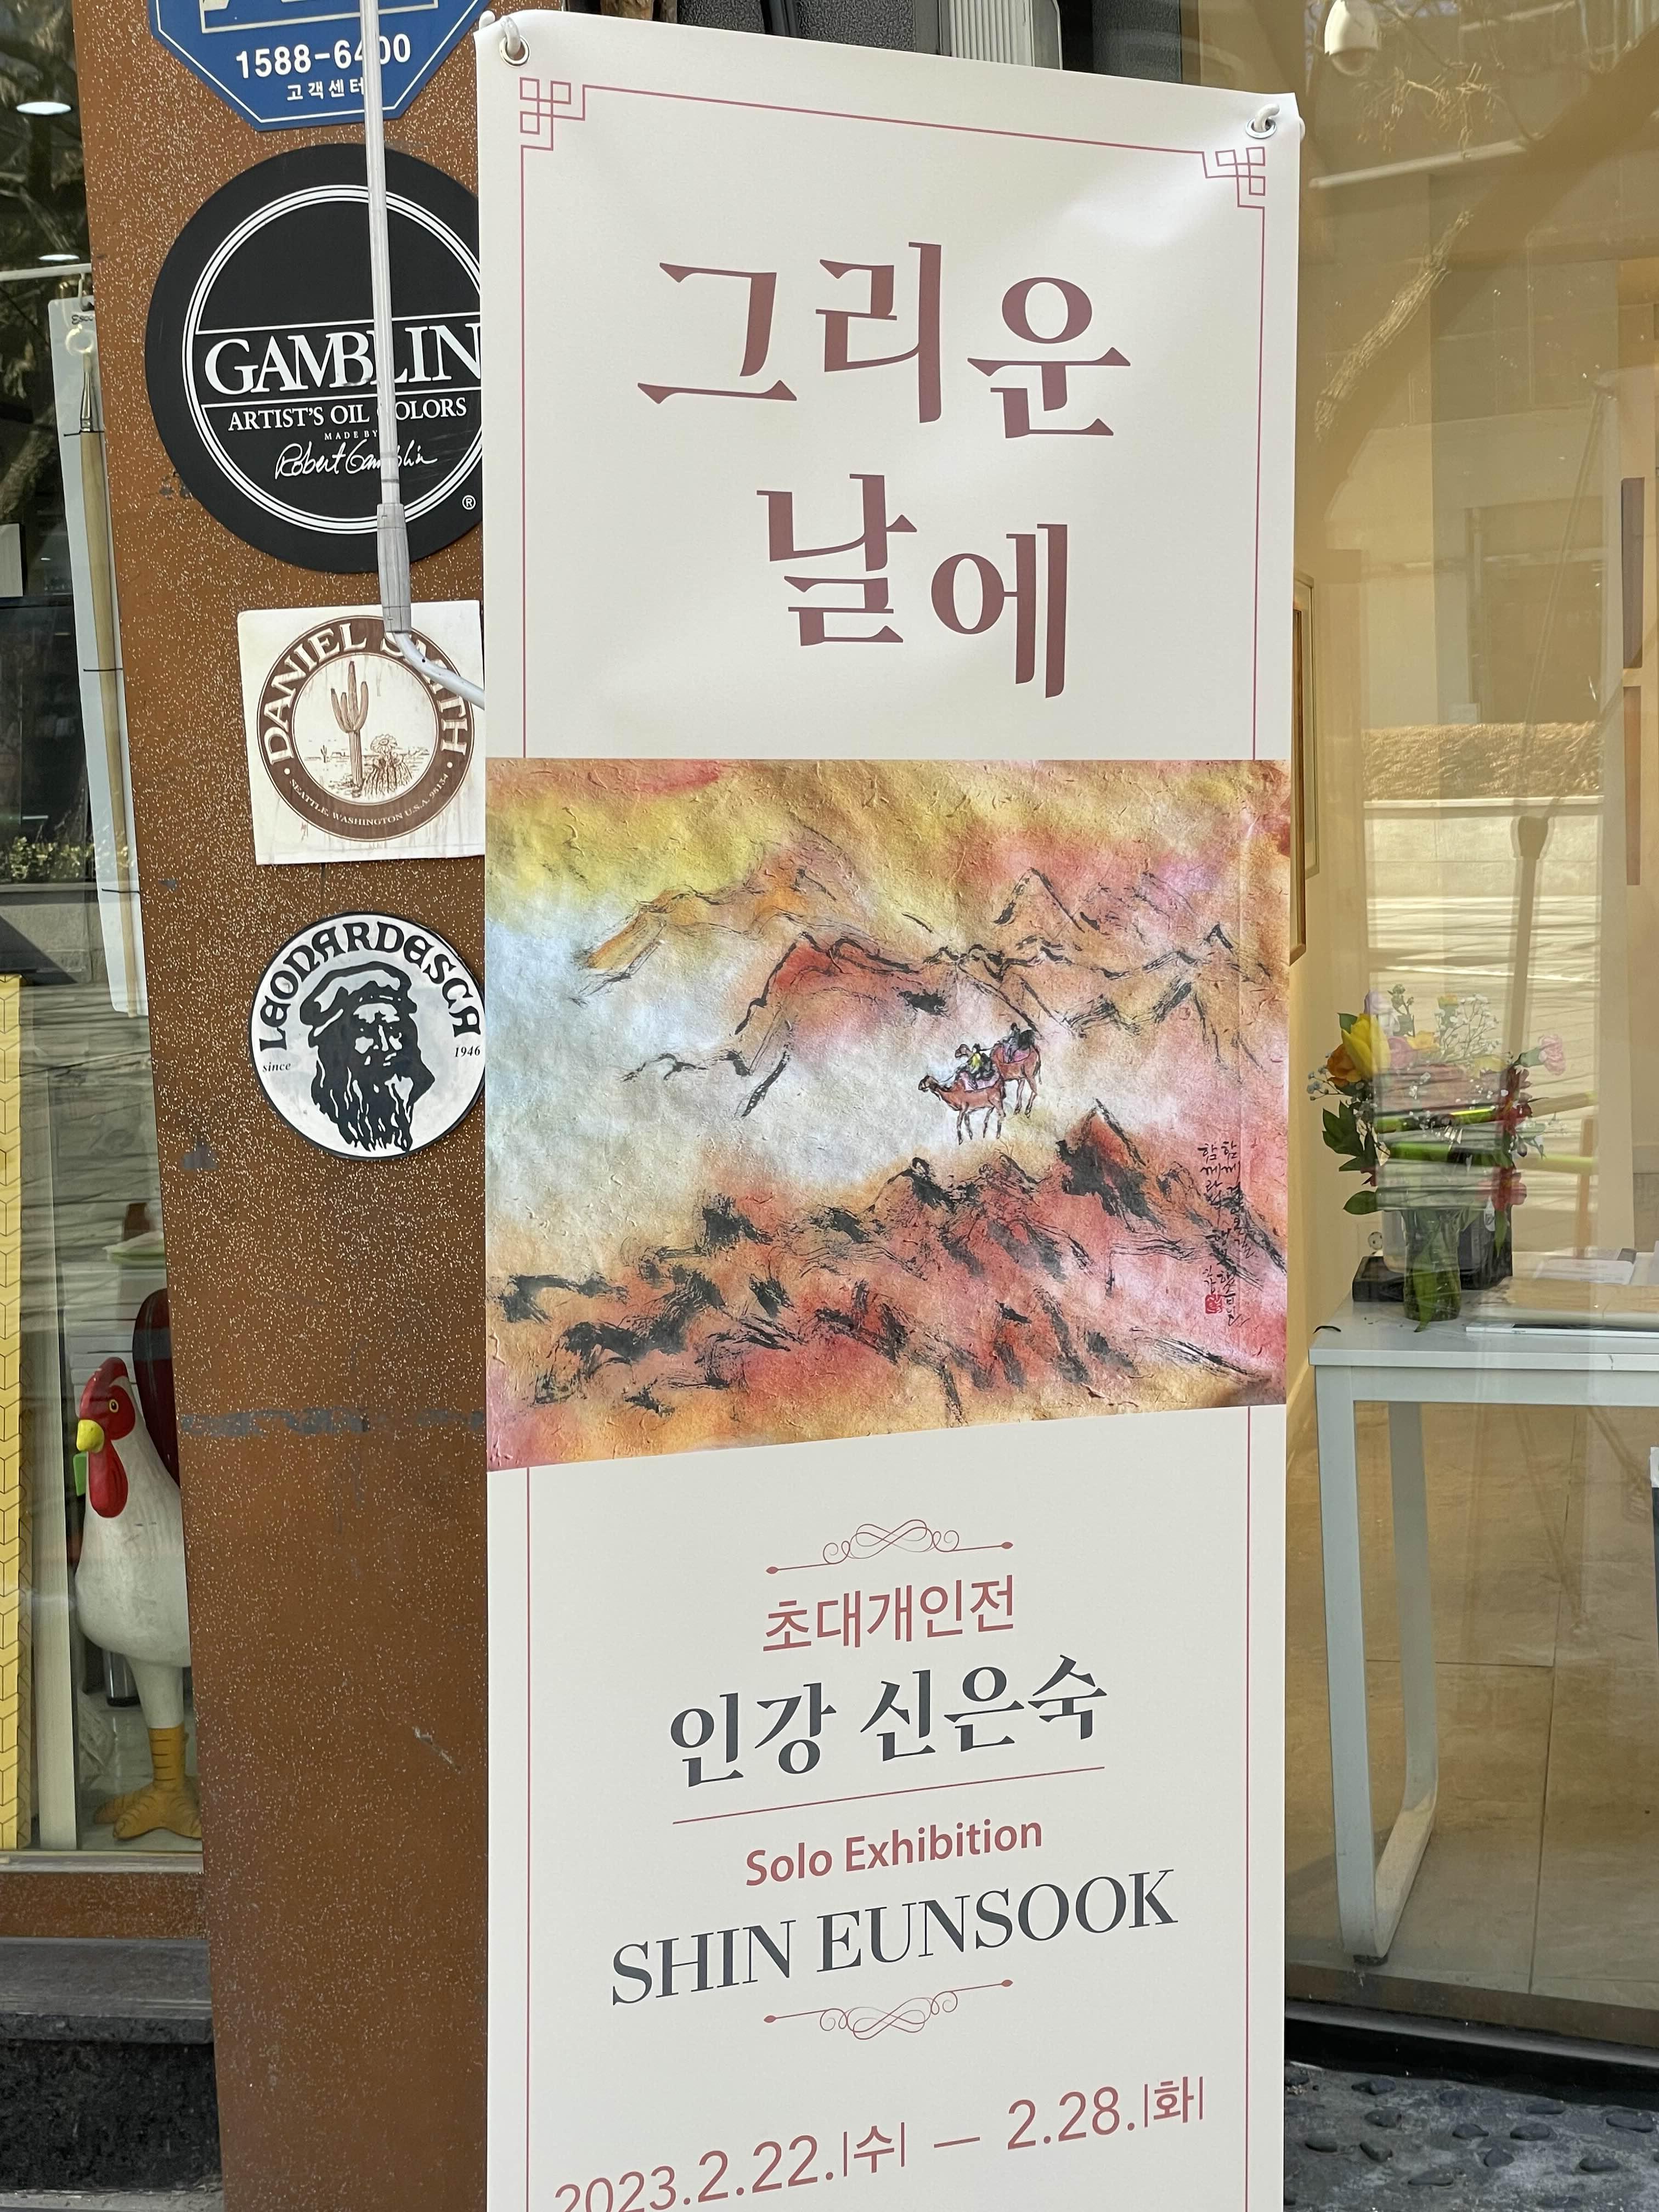 1588-6400
고객센터
GAMBLIN
ARTIST'S OIL COLORS
MADE BY
Robert Gamblin
®
DANIEL SMITH
SEATTLE, WASHINGTON U.S.A. 98134
LEONARDESCA
since 1946
그리운
날에
초대개인전
인강 신은숙
Solo Exhibition
SHIN EUNSOOK
2023.2.22.|수| — 2.28.|화|